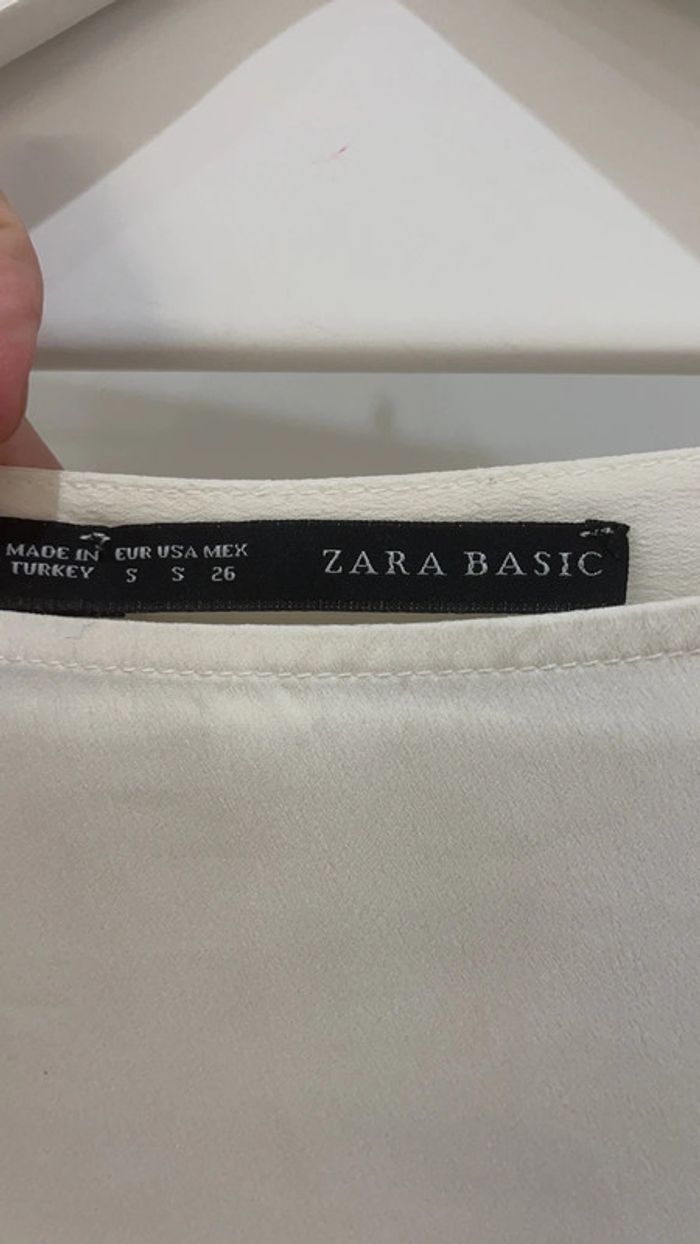 MADE IN
TURKEY
EUR USA MEX
S S 26
ZARA BASIC